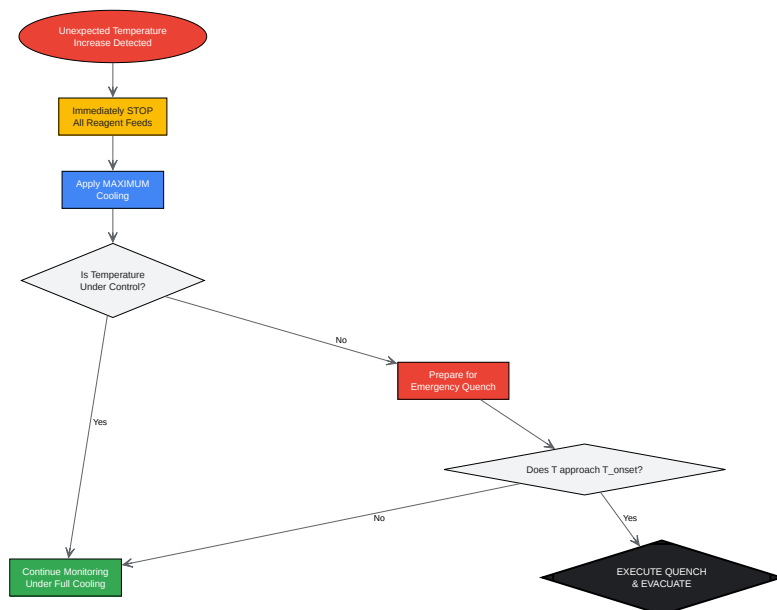 Unexpected Temperature
Increase Detected
Immediately STOP
All Reagent Feeds
Apply MAXIMUM
Cooling
Is Temperature
Under Control?
No
Prepare for
Emergency Quench
Yes
Does T approach T_onset?
No
Yes
Continue Monitoring
Under Full Cooling
EXECUTE QUENCH
& EVACUATE